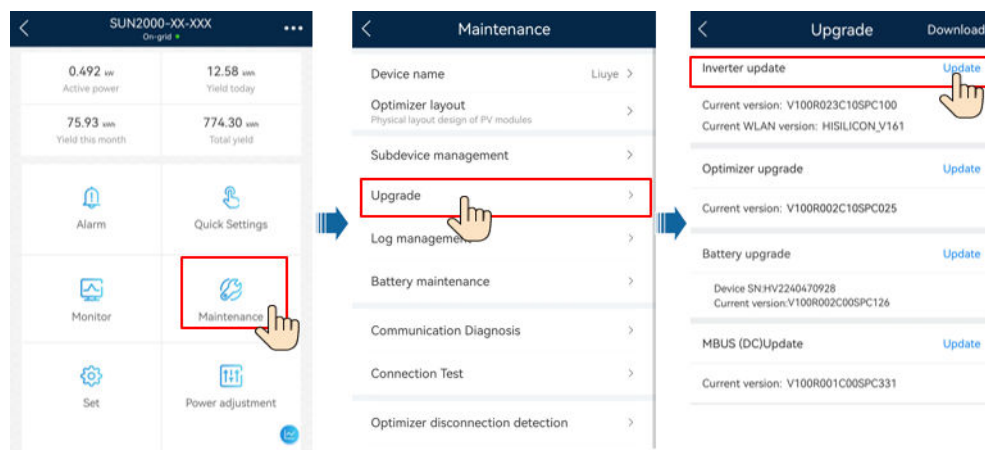 SUN2000-XX-XXX
On-grid
0.492 kW
12.58 kWh
Active power
Yield today
75.93 kWh
774.30 kWh
Yield this month
Total yield
Alarm
Quick Settings
Monitor
Maintenance
Set
Power adjustment
Maintenance
Device name
Liuye
Optimizer layout
Physical layout design of PV modules
Subdevice management
Upgrade
Log management
Battery maintenance
Communication Diagnosis
Connection Test
Optimizer disconnection detection
Upgrade
Download
Inverter update
Update
Current version: V100R023C10SPC100
Current WLAN version: HISILICON_V161
Optimizer upgrade
Update
Current version: V100R002C10SPC025
Battery upgrade
Update
Device SN:HV2240470928
Current version:V100R002C00SPC126
MBUS (DC)Update
Update
Current version: V100R001C00SPC331